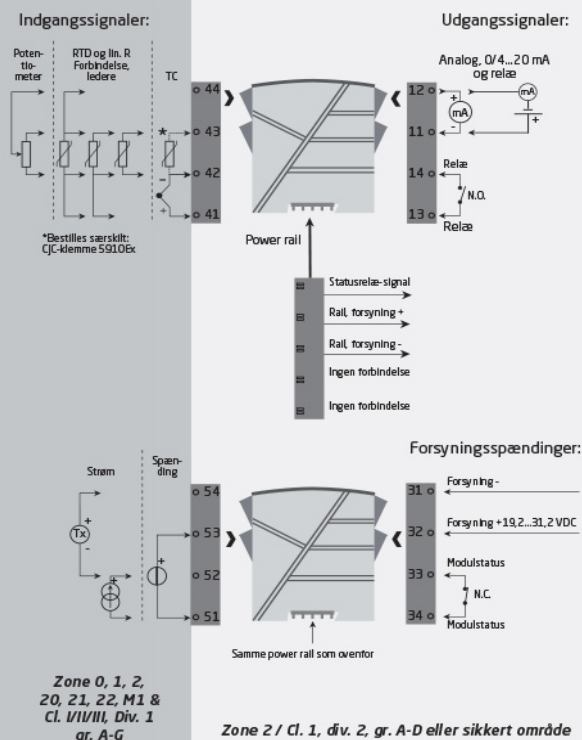 Indgangssignaler:
Udgangssignaler:
Poten-
tio-
meter
RTD og lin. R
Forbindelse,
ledere
TC
44
43
42
41
*
-
+
*Bestilles særskilt:
CJC-klemme 5910Ex
Analog, 0/4...20 mA
og relæ
12
11
14
13
+
mA
-
mA
+
Relæ
N.O.
Relæ
Power rail
Statusrelæ-signal
Rail, forsyning +
Rail, forsyning -
Ingen forbindelse
Ingen forbindelse
Forsyningsspændinger:
Strøm
Spæn-
ding
54
53
52
51
+
Tx
-
+
+
31
32
33
34
Forsyning -
Forsyning +19,2...31,2 VDC
Modulstatus
N.C.
Modulstatus
Samme power rail som ovenfor
Zone 0, 1, 2,
20, 21, 22, M1 &
Cl. I/II/III, Div. 1
gr. A-G
Zone 2 / Cl. 1, div. 2, gr. A-D eller sikkert område